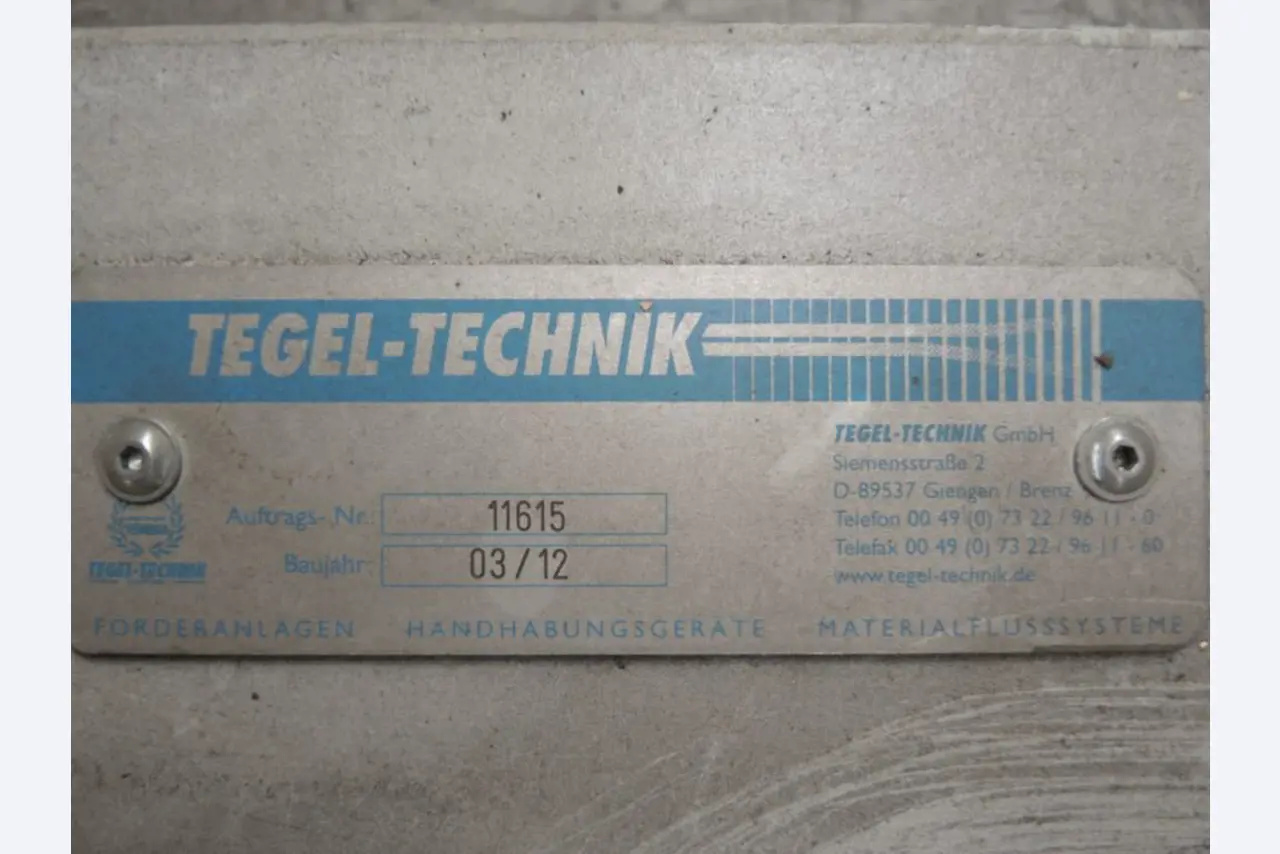 TEGEL-TECHNIK
TEGEL-TECHNIK GmbH
Siemensstraße 2
D-89537 Giengen / Brenz
Telefon 00 49 (0) 73 22 / 96 11 - 0
Telefax 00 49 (0) 73 22 / 96 11 - 60
www.tegel-technik.de
Auftrags-.Nr.: 11615
Baujahr: 03/12
TEGEL-TECHNIK
FÖRDERANLAGEN HANDHABUNGSGERÄTE MATERIALFLUSSSYSTEME